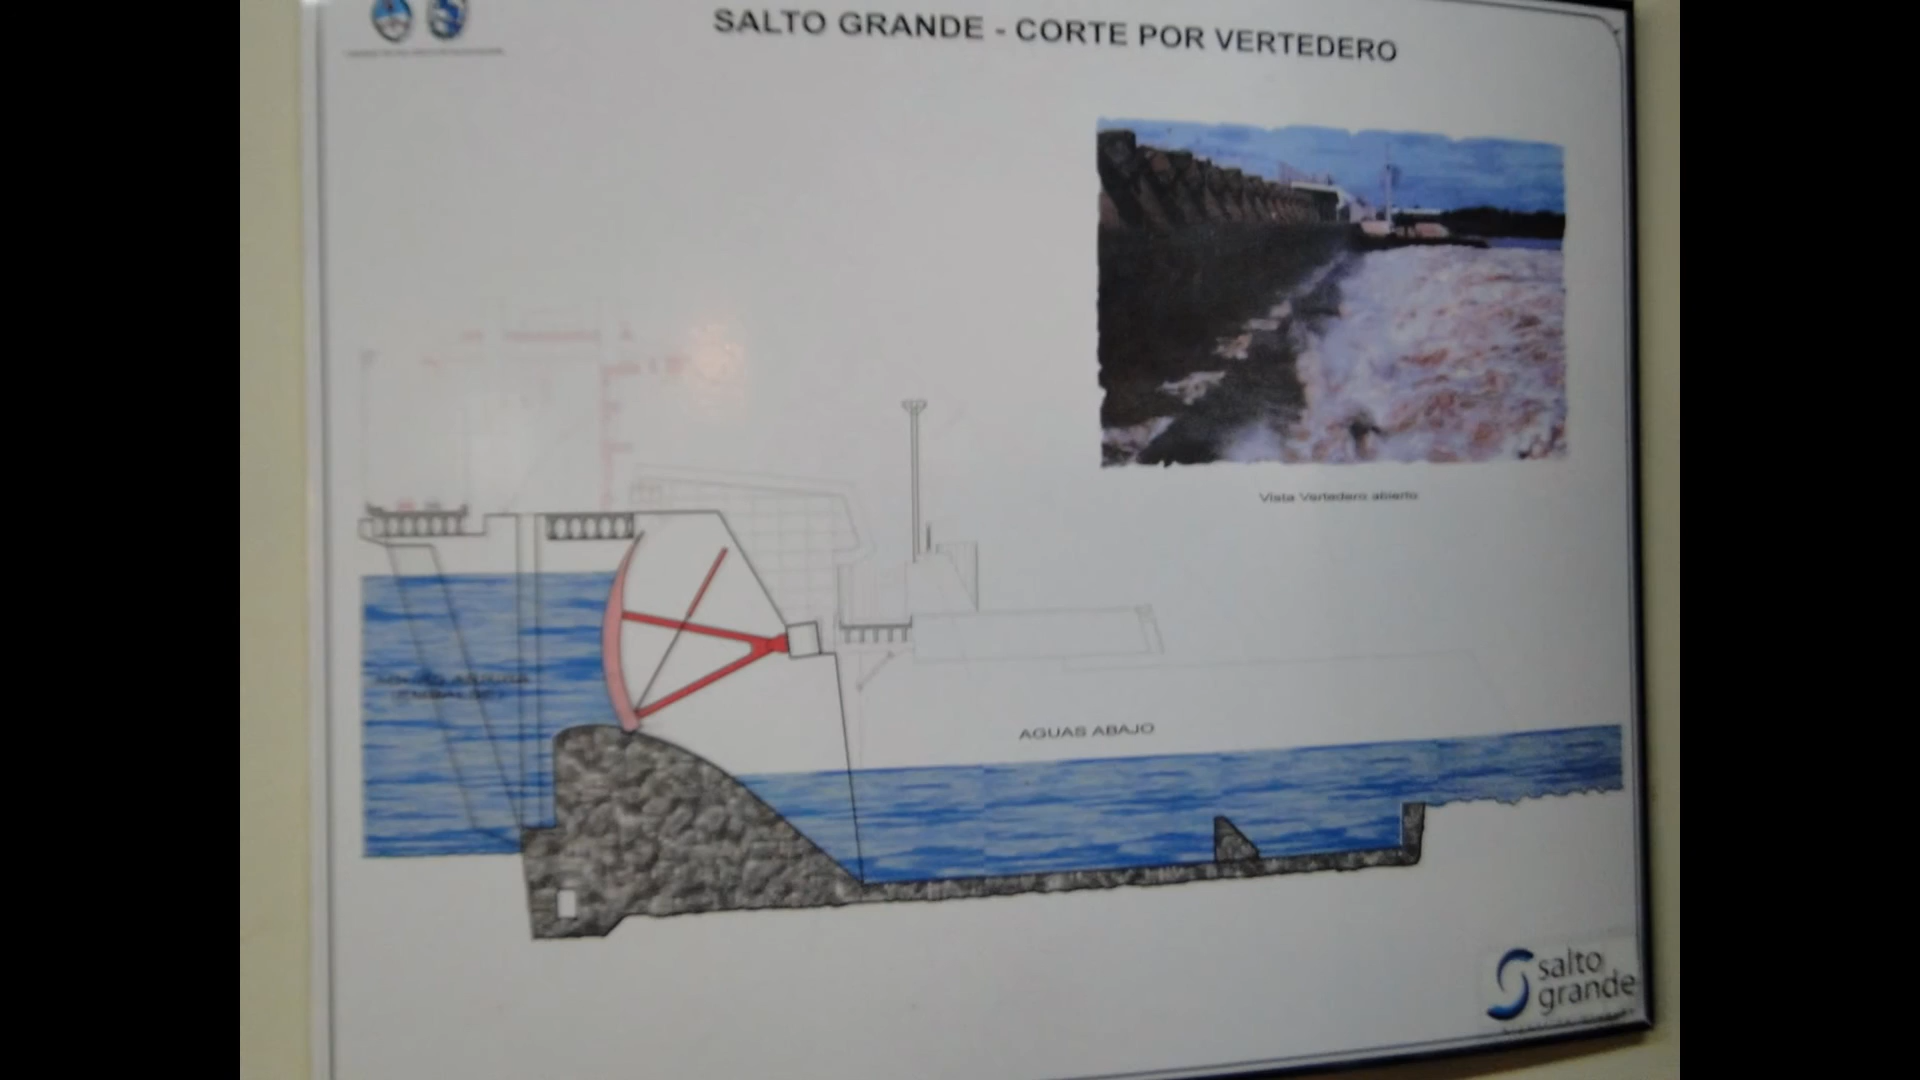 SALTO GRANDE - CORTE POR VERTEDERO
Vista Vertedero abierto
AGUAS ABAJO
salto
grande